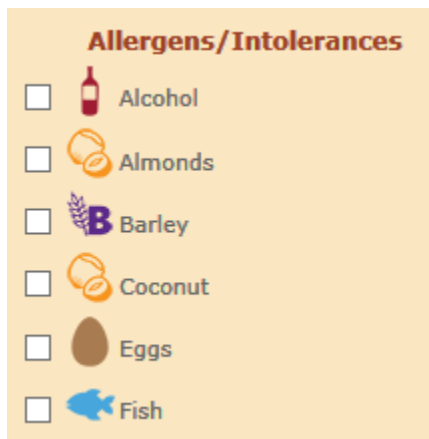 Allergens/Intolerances
Alcohol
Almonds
B Barley
Coconut
Eggs
Fish